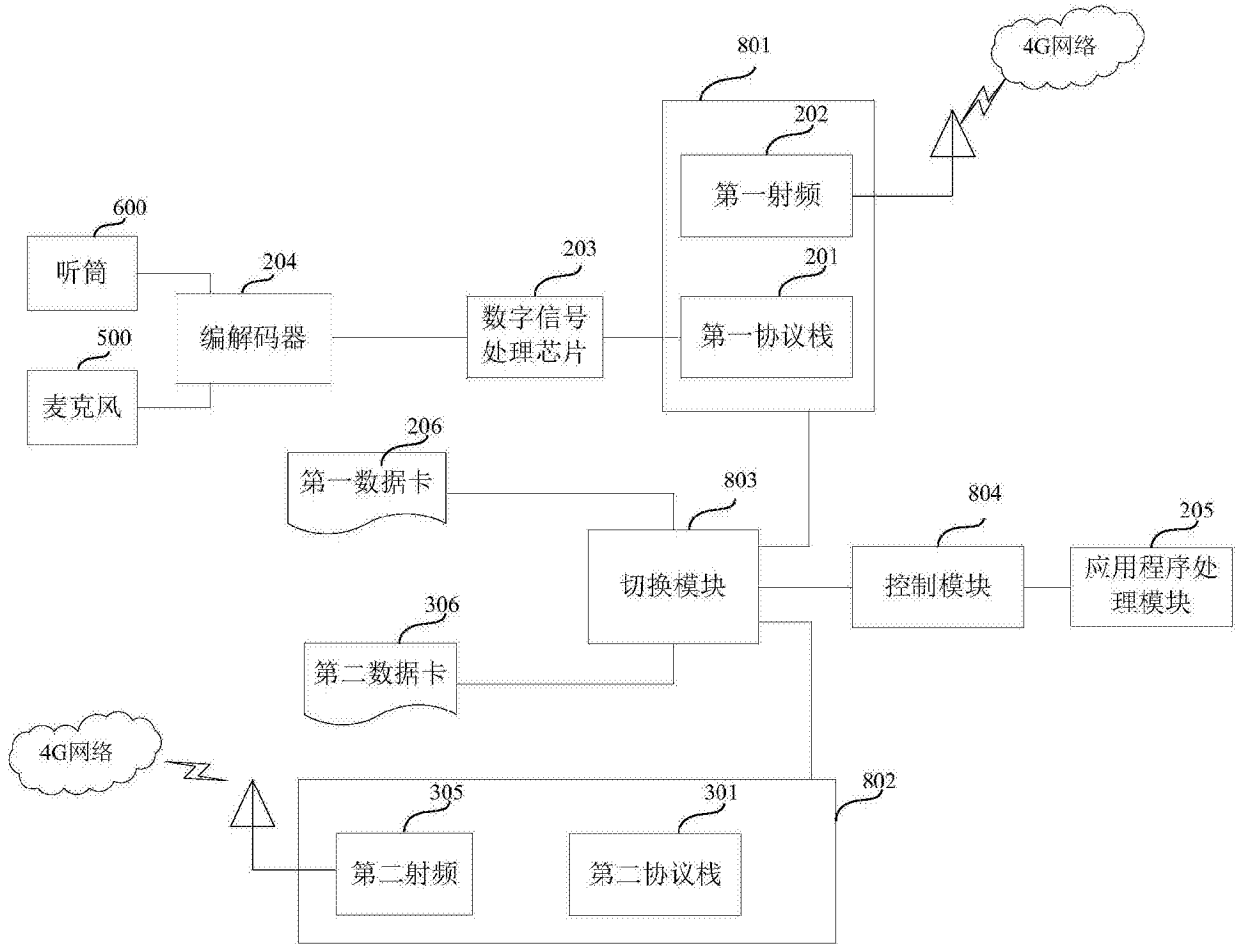 801
4G网络
202
第一射频
600
听筒
204
编解码器
203
数字信号
处理芯片
201
第一协议栈
500
麦克风
206
第一数据卡
803
切换模块
804
控制模块
205
应用程序处
理模块
306
第二数据卡
4G网络
305
第二射频
301
第二协议栈
802